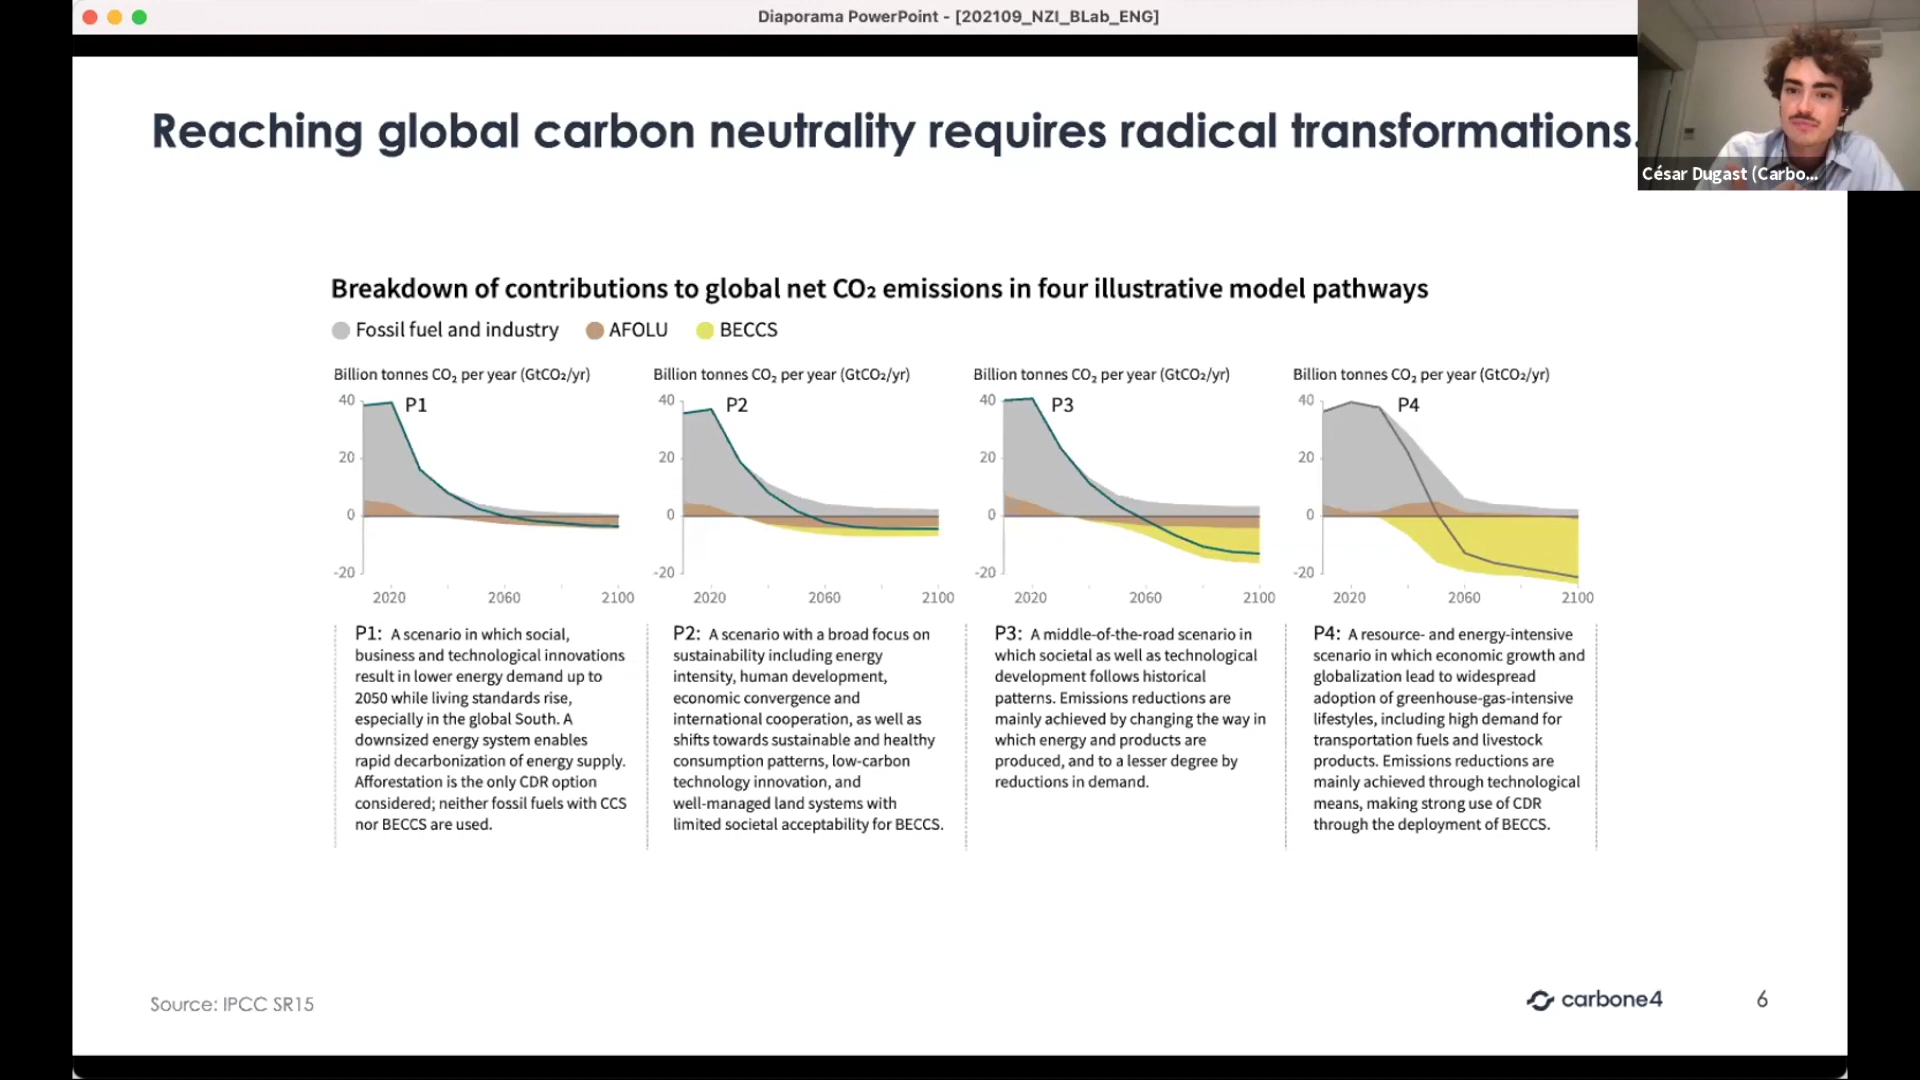 Diaporama PowerPoint - [202109_NZI_BLab_ENG]
Reaching global carbon neutrality requires radical transformations.
César Dugast (Carbo...
Breakdown of contributions to global net CO₂ emissions in four illustrative model pathways
Fossil fuel and industry AFOLU BECCS
Billion tonnes CO₂ per year (GtCO₂/yr)
40
P1
20
0
-20
2020 2060 2100
Billion tonnes CO₂ per year (GtCO₂/yr)
40
P2
20
0
-20
2020 2060 2100
Billion tonnes CO₂ per year (GtCO₂/yr)
40
P3
20
0
-20
2020 2060 2100
Billion tonnes CO₂ per year (GtCO₂/yr)
40
P4
20
0
-20
2020 2060 2100
P1: A scenario in which social,
business and technological innovations
result in lower energy demand up to
2050 while living standards rise,
especially in the global South. A
downsized energy system enables
rapid decarbonization of energy supply.
Afforestation is the only CDR option
considered; neither fossil fuels with CCS
nor BECCS are used.
P2: A scenario with a broad focus on
sustainability including energy
intensity, human development,
economic convergence and
international cooperation, as well as
shifts towards sustainable and healthy
consumption patterns, low-carbon
technology innovation, and
well-managed land systems with
limited societal acceptability for BECCS.
P3: A middle-of-the-road scenario in
which societal as well as technological
development follows historical
patterns. Emissions reductions are
mainly achieved by changing the way in
which energy and products are
produced, and to a lesser degree by
reductions in demand.
P4: A resource- and energy-intensive
scenario in which economic growth and
globalization lead to widespread
adoption of greenhouse-gas-intensive
lifestyles, including high demand for
transportation fuels and livestock
products. Emissions reductions are
mainly achieved through technological
means, making strong use of CDR
through the deployment of BECCS.
Source: IPCC SR15
carbone4
6